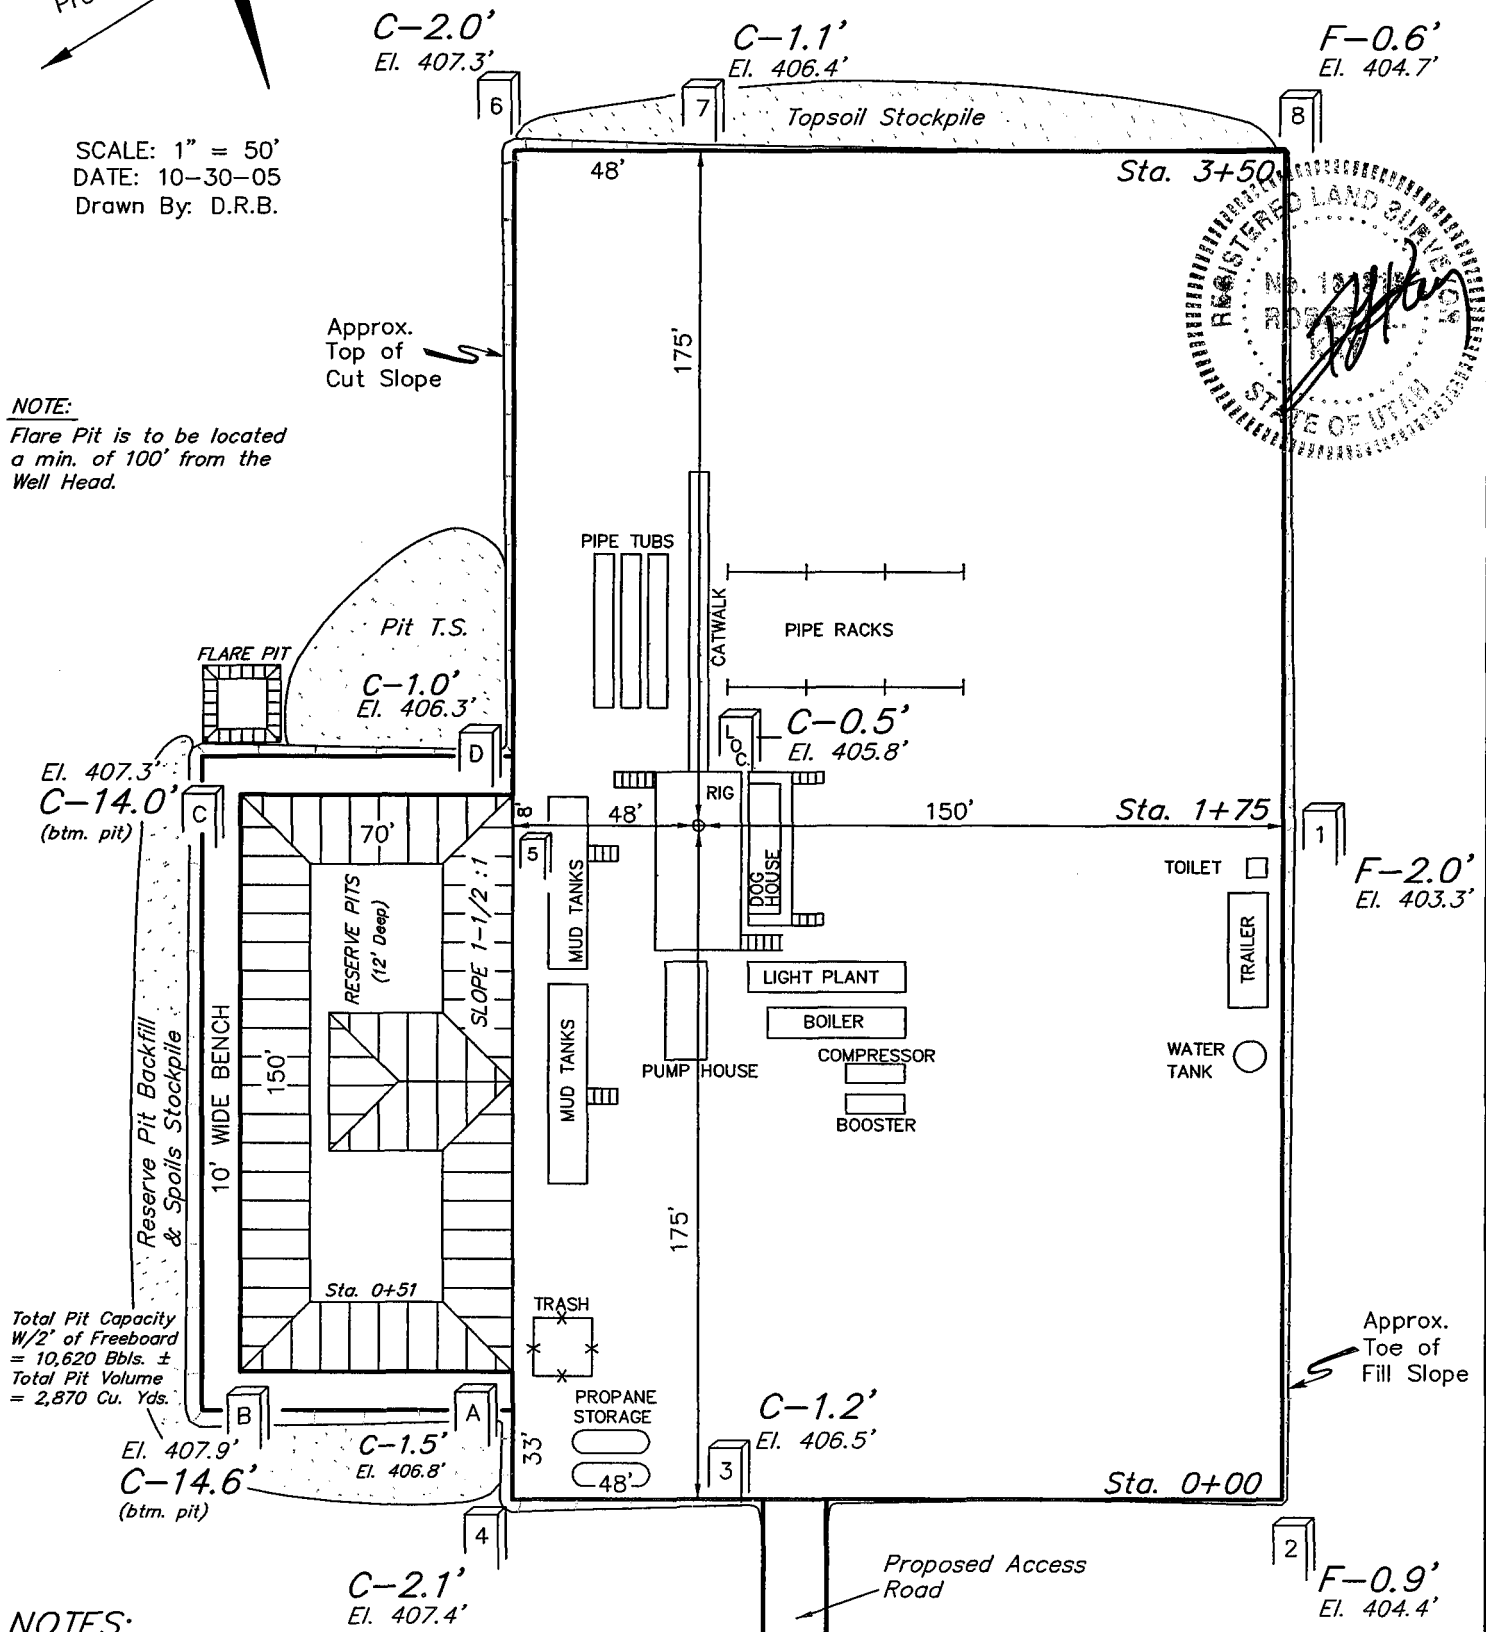 C-2.0'
El. 407.3'
C-1.1'
El. 406.4'
F-0.6'
El. 404.7'
6
7
8
Topsoil Stockpile
SCALE: 1" = 50'
DATE: 10-30-05
Drawn By: D.R.B.
48'
Sta. 3+50
REGISTERED LAND SURVEYOR
STATE OF UTAH
175'
Approx.
Top of
Cut Slope
NOTE:
Flare Pit is to be located
a min. of 100' from the
Well Head.
PIPE TUBS
CATWALK
PIPE RACKS
Pit T.S.
FLARE PIT
C-1.0'
El. 406.3'
D
LOC.
C-0.5'
El. 405.8'
El. 407.3'
C-14.0'
(btm. pit)
C
RIG
8'
48'
150'
Sta. 1+75
1
70'
5
F-2.0'
El. 403.3'
TOILET
TRAILER
WATER
TANK
RESERVE PITS
(12' Deep)
SLOPE 1-1/2 : 1
MUD TANKS
DOG
HOUSE
LIGHT PLANT
BOILER
COMPRESSOR
BOOSTER
PUMP HOUSE
MUD TANKS
Reserve Pit Backfill
& Spoils Stockpile
10' WIDE BENCH
150'
175'
Sta. 0+51
TRASH
Total Pit Capacity
W/2' of Freeboard
= 10,620 Bbls. ±
Total Pit Volume
= 2,870 Cu. Yds.
Approx.
Toe of
Fill Slope
PROPANE
STORAGE
B
A
El. 407.9'
C-14.6'
(btm. pit)
C-1.5'
El. 406.8'
33'
48'
C-1.2'
El. 406.5'
3
Sta. 0+00
4
2
C-2.1'
El. 407.4'
Proposed Access
Road
F-0.9'
El. 404.4'
NOTES: